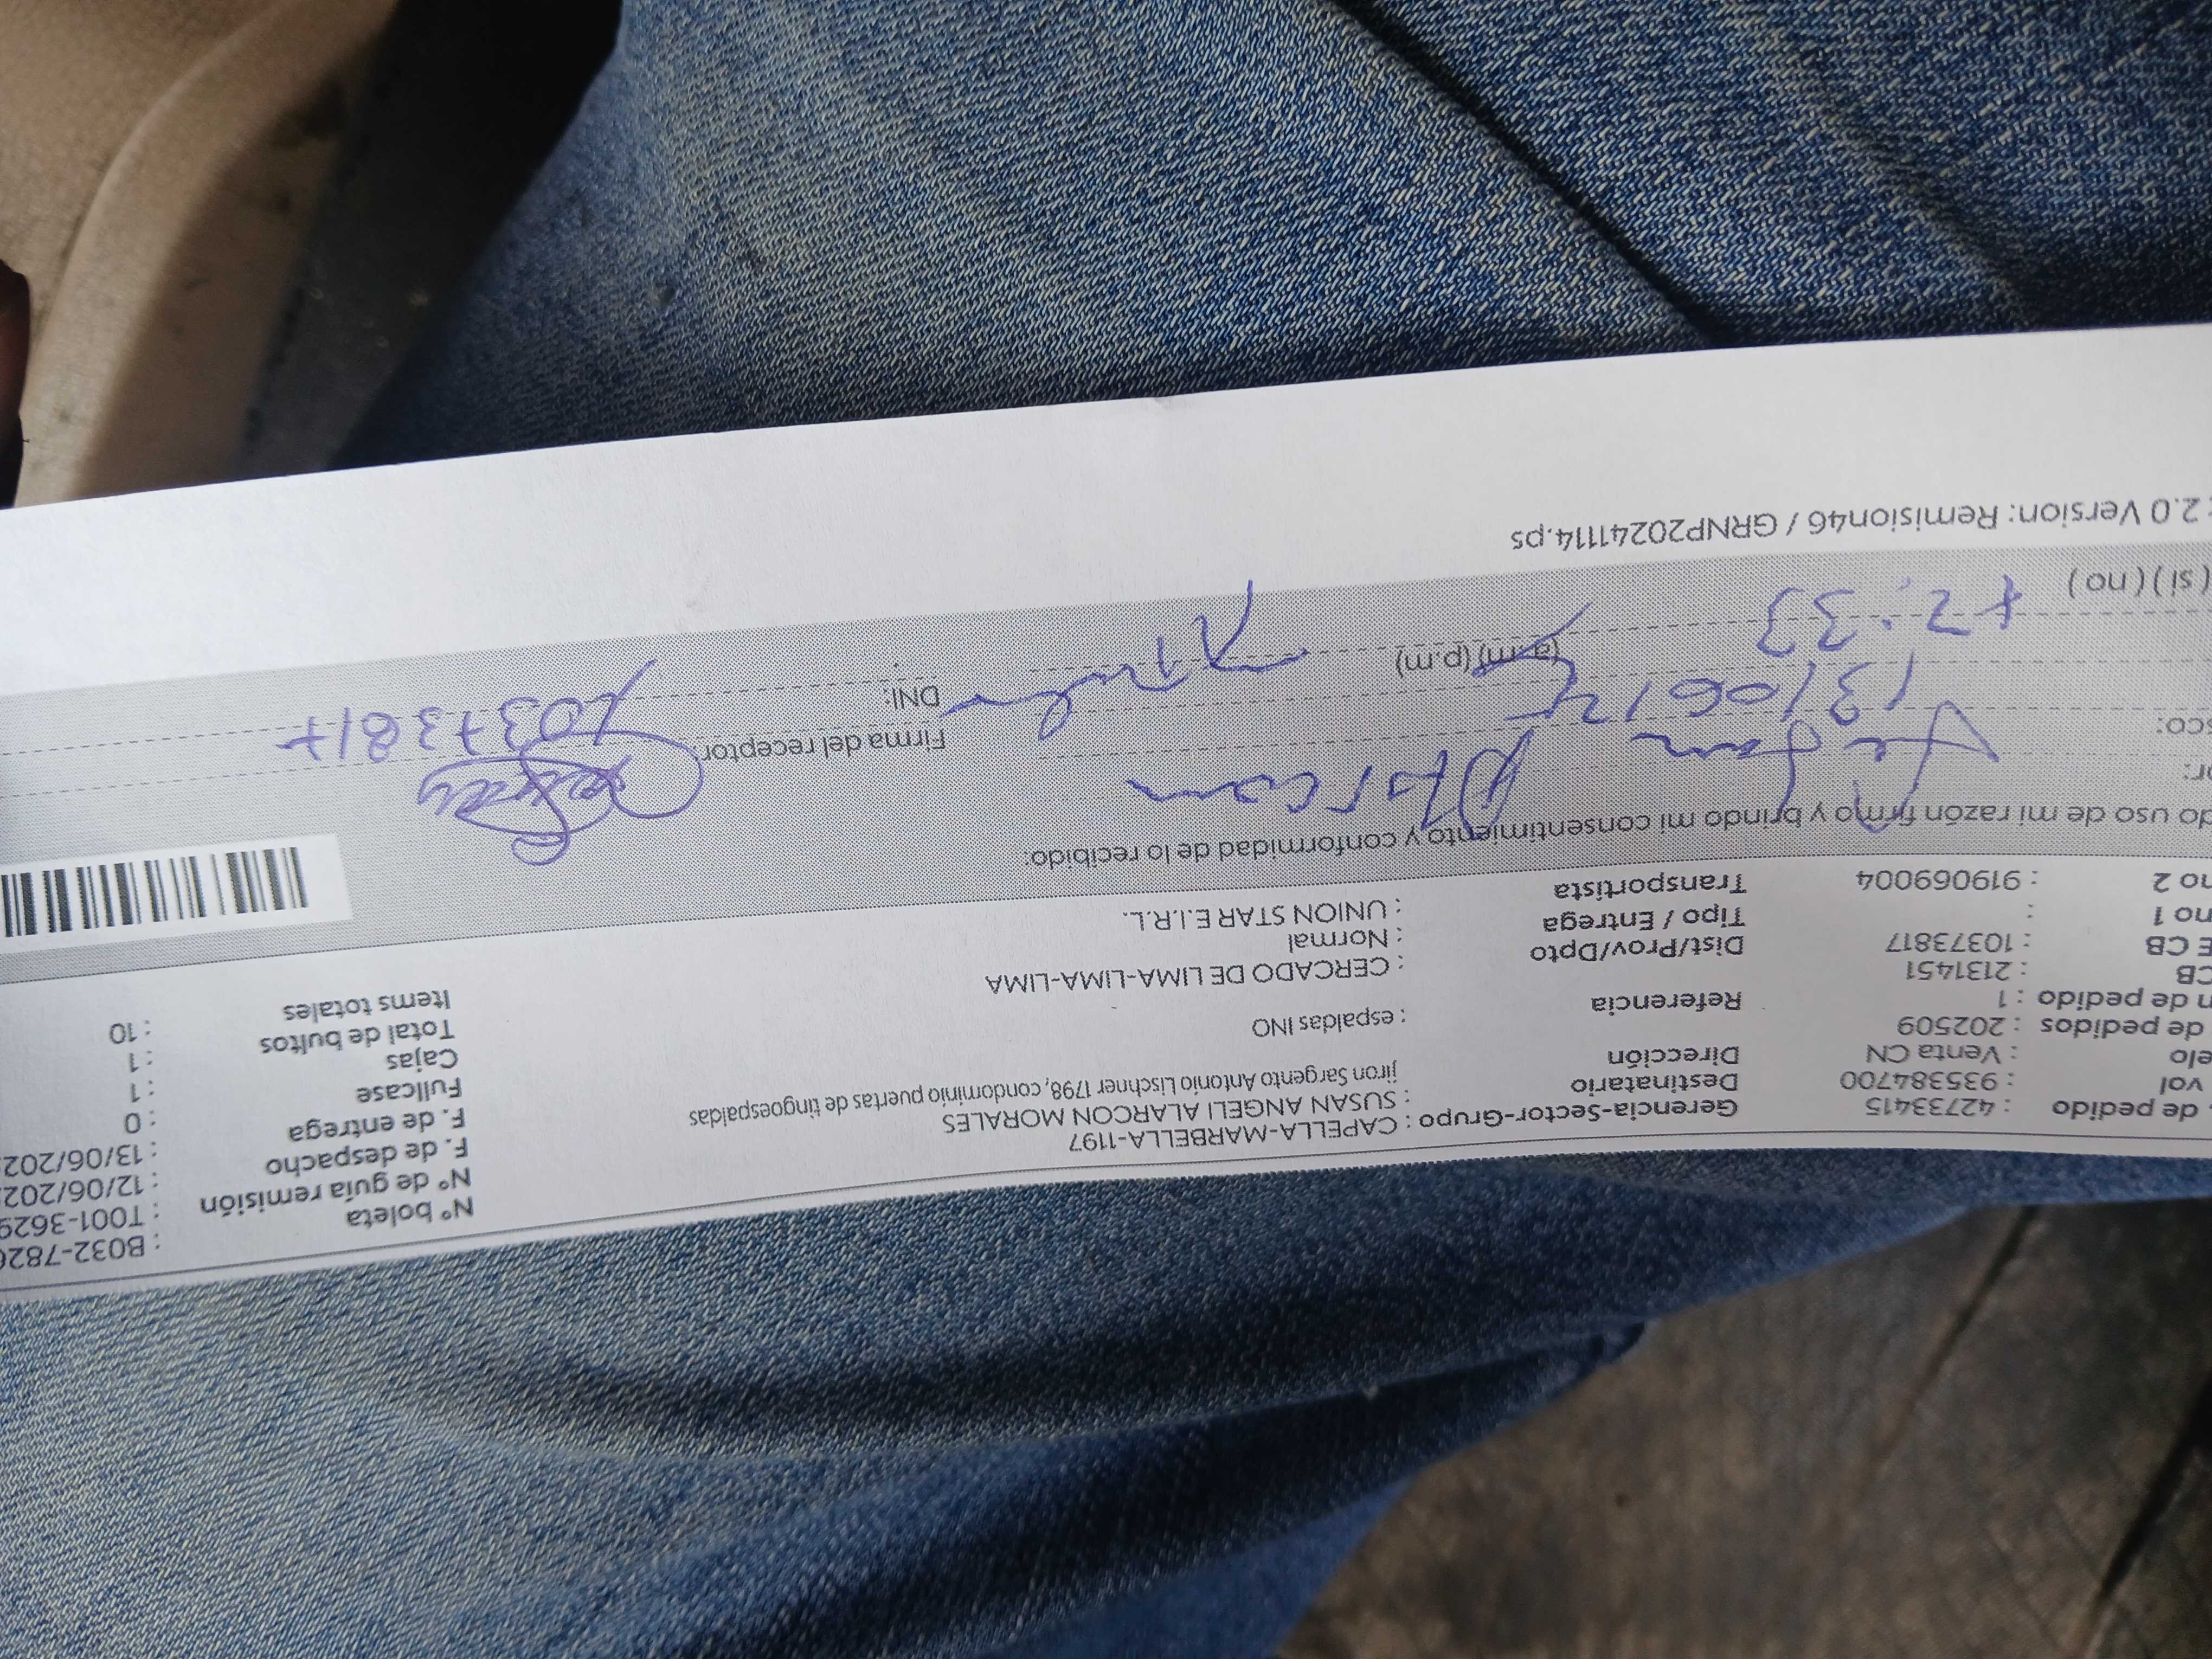 de pedido : 42733415 Gerencia-Sector-Grupo : CAPELLA-MARBELLA-1197 N° boleta : B032-782
vol : 935384700 Destinatario : SUSAN ANGELI ALARCON MORALES N° de guía remisión : T001-3629
elo : Venta CN Dirección jiron Sargento Antonio Lischner 1798, condominio puertas de tingoespaldas F. de despacho : 12/06/202
de pedidos : 202509 F. de entrega : 13/06/202
n de pedido : 1 Referencia : espaldas INO Fullcase : 0
CB : 2131451 Cajas : 1
E CB : 10373817 Dist/Prov/Dpto : CERCADO DE LIMA-LIMA-LIMA Total de bultos : 1
no 1 : Tipo / Entrega : Normal Items totales : 10
no 2 : 919069004 Transportista : UNION STAR E.I.R.L.
do uso de mi razón firmo y brindo mi consentimiento y conformidad de lo recibido:
or: Alarcom Firma del receptor:
eco: 13/06/25 DNI: 10373817
(si) (no) 12:33 (a.m)(p.m)
2.0 Version: Remision46 / GRNP20241114.ps